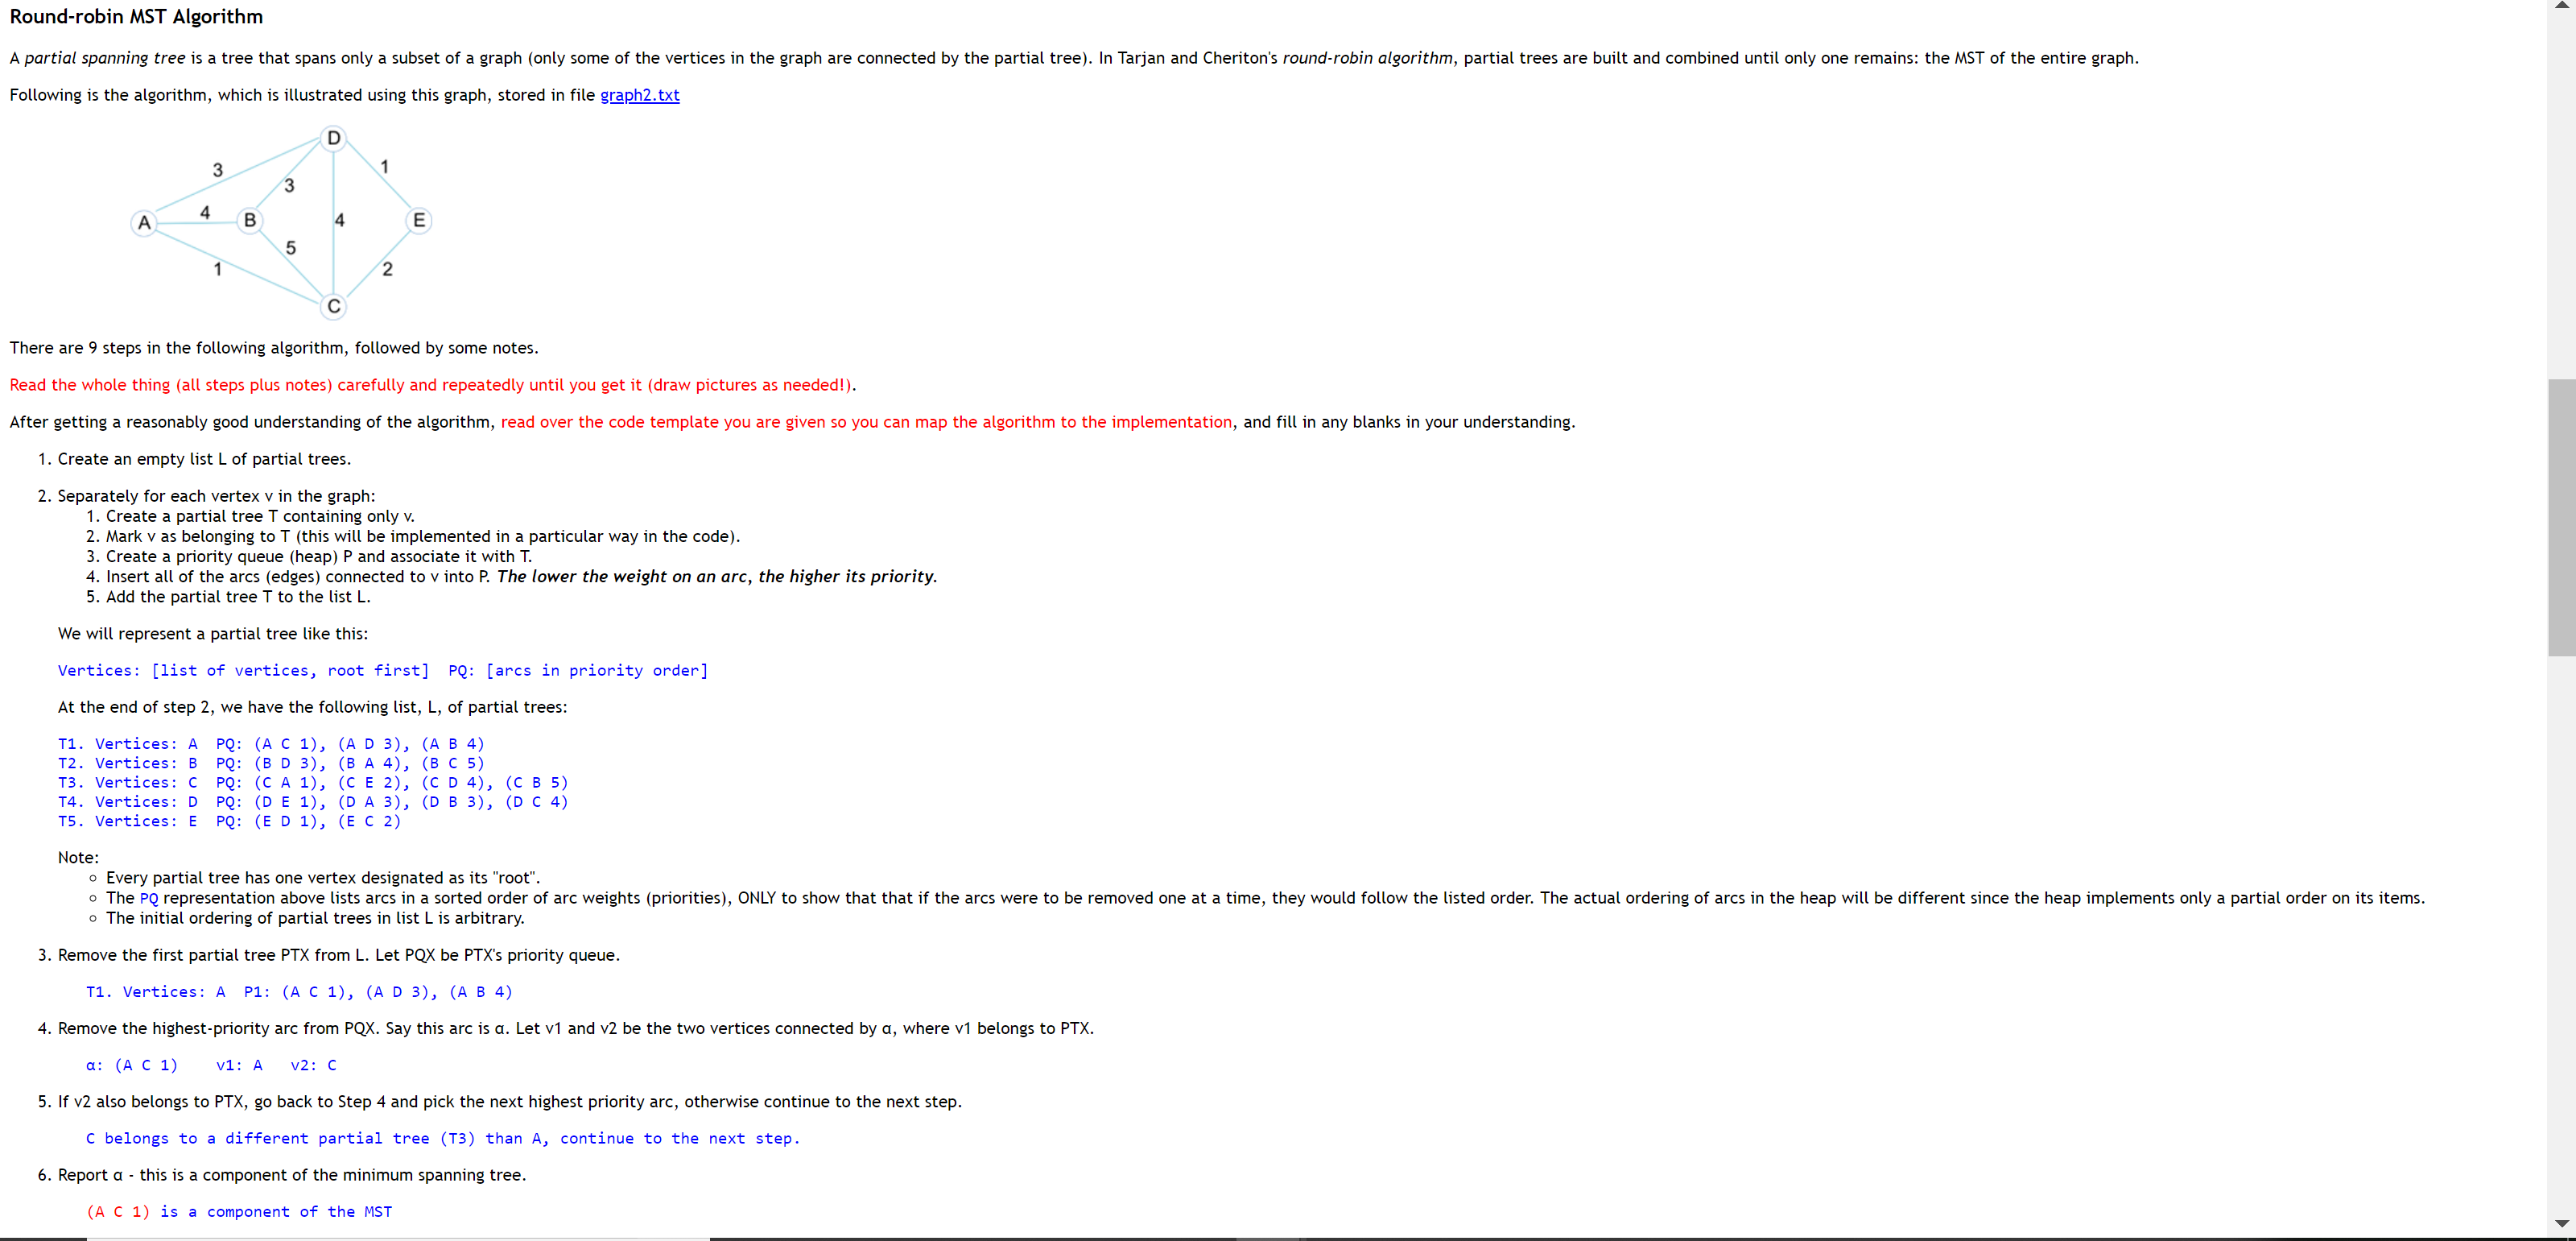 Round-robin MST Algorithm
A partial spanning tree is a tree that spans only a subset of a graph (only some of the vertices in the graph are connected by the partial tree). In Tarjan and Cheriton's round-robin algorithm, partial trees are built and combined until only one remains: the MST of the entire graph.
Following is the algorithm, which is illustrated using this graph, stored in file graph2.txt
D
3
1
3
4
A
B
4
E
5
1
2
C
There are 9 steps in the following algorithm, followed by some notes.
Read the whole thing (all steps plus notes) carefully and repeatedly until you get it (draw pictures as needed!).
After getting a reasonably good understanding of the algorithm, read over the code template you are given so you can map the algorithm to the implementation, and fill in any blanks in your understanding.
1. Create an empty list L of partial trees.
2. Separately for each vertex v in the graph:
1. Create a partial tree T containing only v.
2. Mark v as belonging to T (this will be implemented in a particular way in the code).
3. Create a priority queue (heap) P and associate it with T.
4. Insert all of the arcs (edges) connected to v into P. The lower the weight on an arc, the higher its priority.
5. Add the partial tree T to the list L.
We will represent a partial tree like this:
Vertices: [list of vertices, root first]  PQ: [arcs in priority order]
At the end of step 2, we have the following list, L, of partial trees:
T1. Vertices: A  PQ: (A C 1), (A D 3), (A B 4)
T2. Vertices: B  PQ: (B D 3), (B A 4), (B C 5)
T3. Vertices: C  PQ: (C A 1), (C E 2), (C D 4), (C B 5)
T4. Vertices: D  PQ: (D E 1), (D A 3), (D B 3), (D C 4)
T5. Vertices: E  PQ: (E D 1), (E C 2)
Note:
○ Every partial tree has one vertex designated as its "root".
○ The PQ representation above lists arcs in a sorted order of arc weights (priorities), ONLY to show that that if the arcs were to be removed one at a time, they would follow the listed order. The actual ordering of arcs in the heap will be different since the heap implements only a partial order on its items.
○ The initial ordering of partial trees in list L is arbitrary.
3. Remove the first partial tree PTX from L. Let PQX be PTX's priority queue.
T1. Vertices: A  P1: (A C 1), (A D 3), (A B 4)
4. Remove the highest-priority arc from PQX. Say this arc is α. Let v1 and v2 be the two vertices connected by α, where v1 belongs to PTX.
α: (A C 1)    v1: A   v2: C
5. If v2 also belongs to PTX, go back to Step 4 and pick the next highest priority arc, otherwise continue to the next step.
C belongs to a different partial tree (T3) than A, continue to the next step.
6. Report α - this is a component of the minimum spanning tree.
(A C 1) is a component of the MST